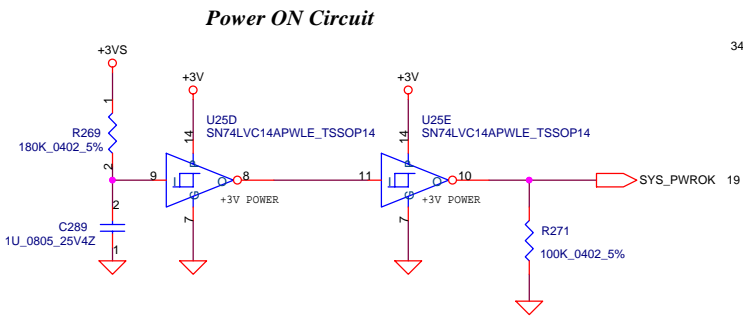 Power ON Circuit
34
+3VS
+3V
+3V
U25D
SN74LVC14APWLE_TSSOP14
U25E
SN74LVC14APWLE_TSSOP14
1
R269
180K_0402_5%
2
14
P
14
P
9
I
O
8
11
I
O
10
SYS_PWROK 19
+3V POWER
+3V POWER
G
G
7
7
2
C289
1U_0805_25V4Z
1
R271
100K_0402_5%